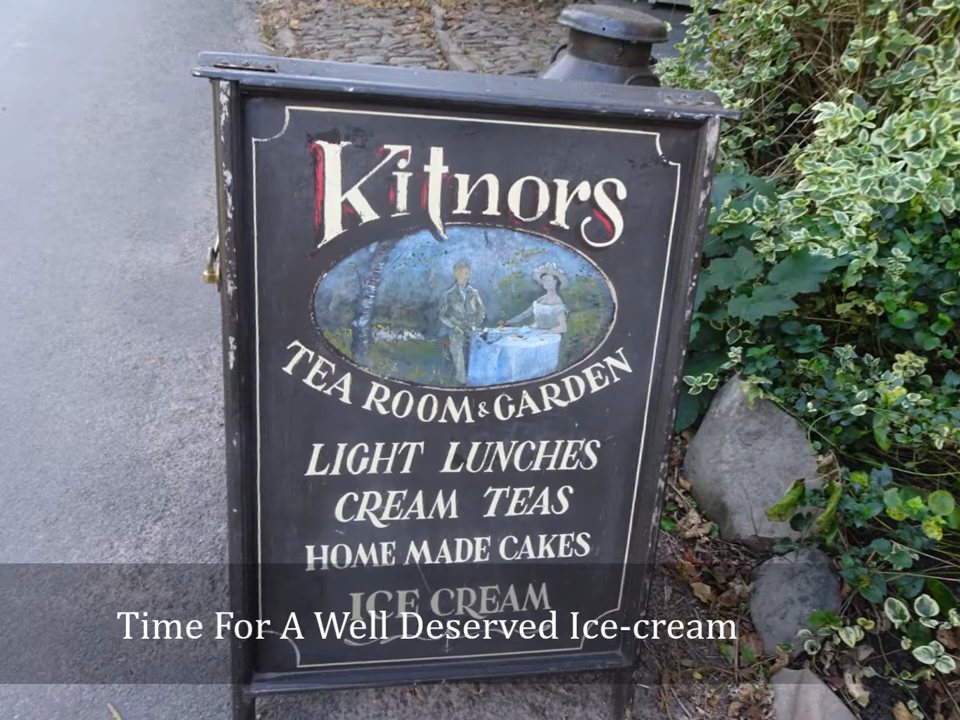 Kitnors
TEA ROOM & GARDEN
LIGHT LUNCHES
CREAM TEAS
HOME MADE CAKES
ICE CREAM
Time For A Well Deserved Ice-cream